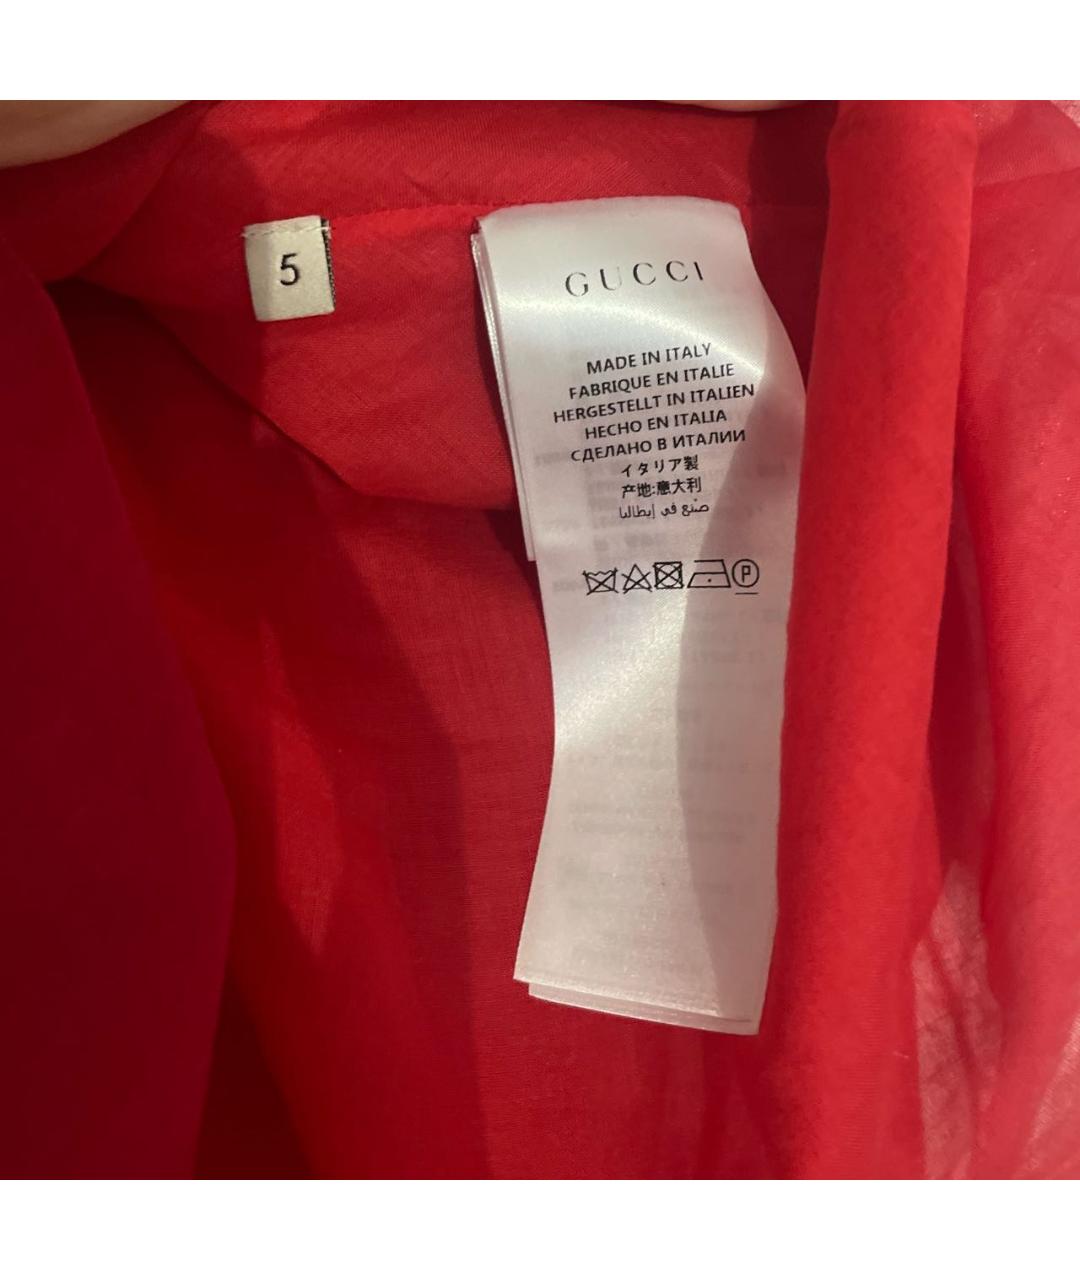 5
GUCCI
MADE IN ITALY
FABRIQUE EN ITALIE
HERGESTELLT IN ITALIEN
HECHO EN ITALIA
СДЕЛАНО В ИТАЛИИ
イタリア製
产地:意大利
صنع في إيطاليا
P